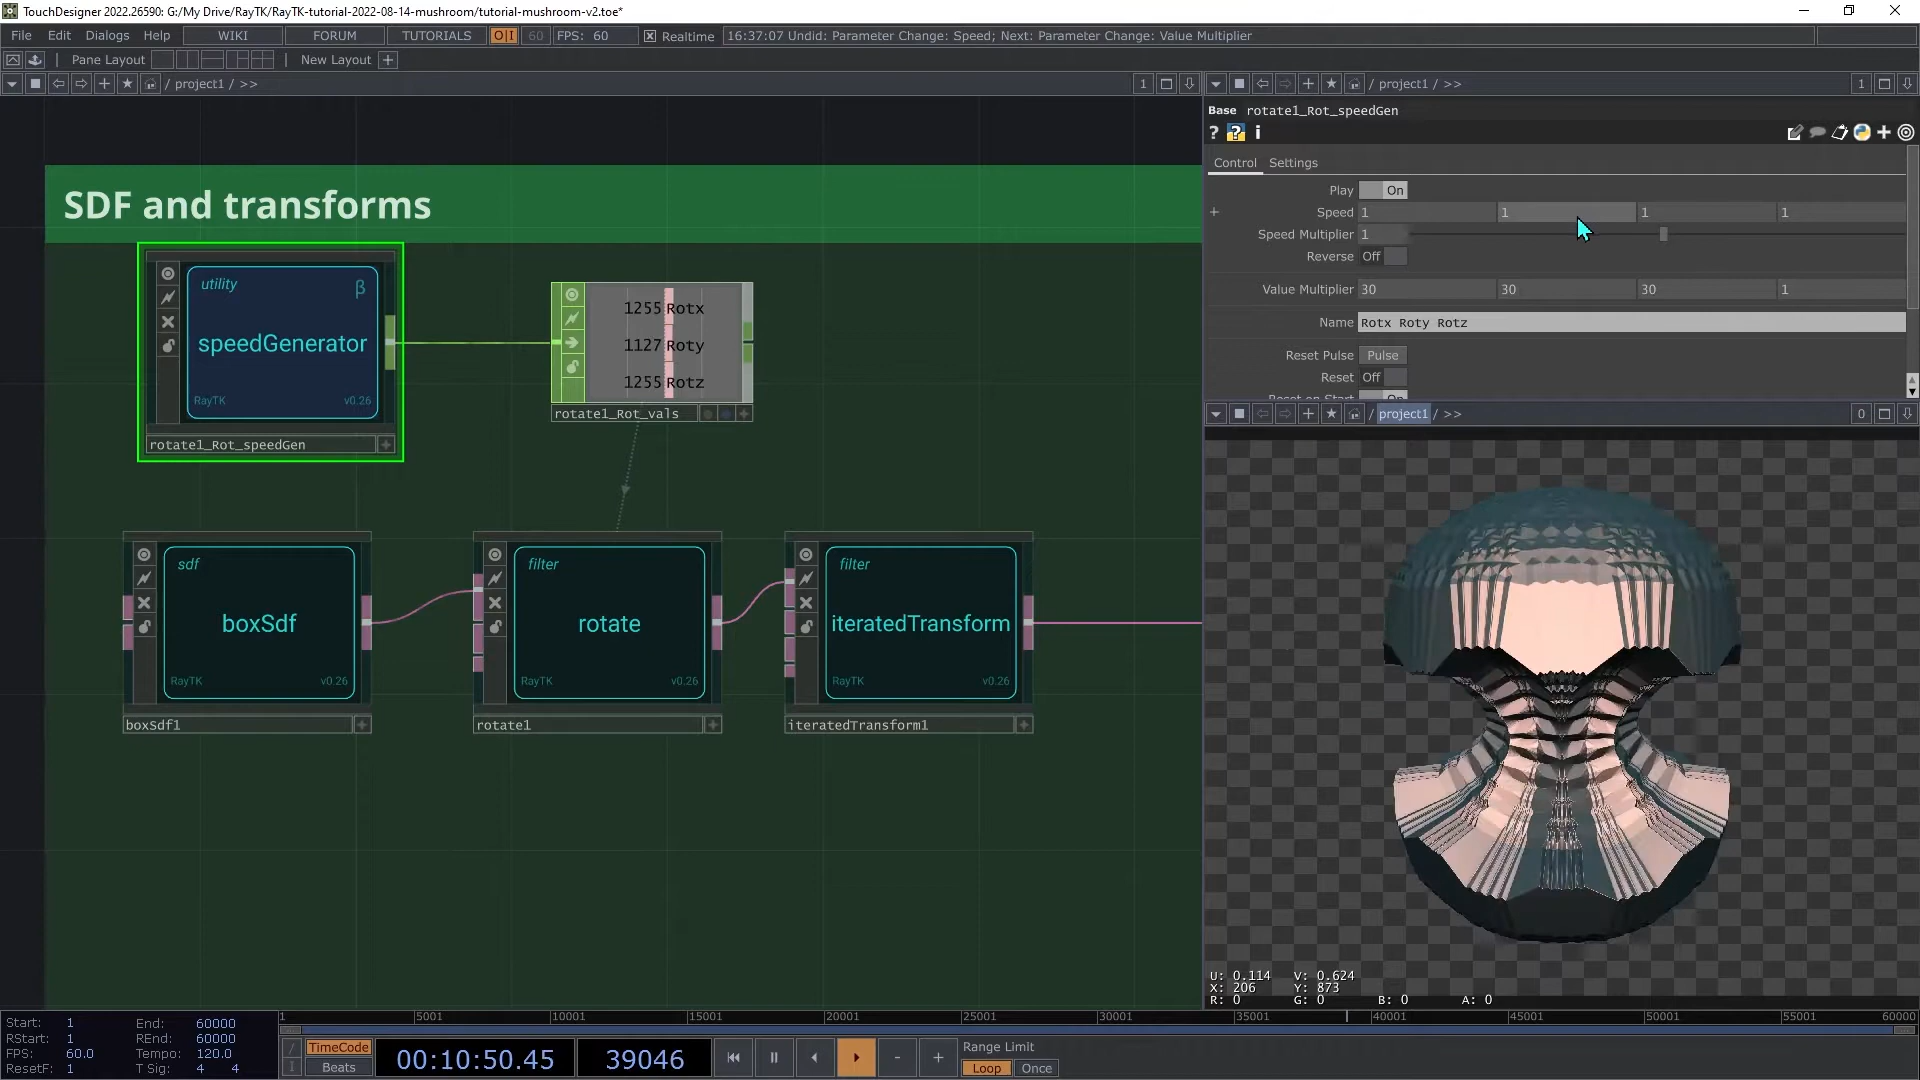 TouchDesigner 2022.26590: G:/My Drive/RayTK/RayTK-tutorial-2022-08-14-mushroom/tutorial-mushroom-v2.toe*
File Edit Dialogs Help WIKI FORUM TUTORIALS O|I 60 FPS: 60 Realtime 16:37:07 Undid: Parameter Change: Speed; Next: Parameter Change: Value Multiplier
Pane Layout New Layout
/ project1 / >> 1
SDF and transforms
utility β
speedGenerator
RayTK v0.26
rotate1_Rot_speedGen
1255 Rotx
1127 Roty
1255 Rotz
rotate1_Rot_vals
sdf
boxSdf
RayTK v0.26
boxSdf1
filter
rotate
RayTK v0.26
rotate1
filter
iteratedTransform
RayTK v0.26
iteratedTransform1
/ project1 / >> 1
Base rotate1_Rot_speedGen
? ? i
Control Settings
Play On
Speed 1 1 1 1
Speed Multiplier 1
Reverse Off
Value Multiplier 30 30 30 1
Name Rotx Roty Rotz
Reset Pulse Pulse
Reset Off
Reset on Start On
/ project1 / >> 0
U: 0.114 V: 0.624
X: 206 Y: 873
R: 0 G: 0 B: 0 A: 0
Start: 1 End: 60000
RStart: 1 REnd: 60000
FPS: 60.0 Tempo: 120.0
ResetF: 1 T Sig: 4 4
1 5001 10001 15001 20001 25001 30001 35001 40001 45001 50001 55001 60000
TimeCode
Beats
00:10:50.45 39046
Range Limit
Loop Once